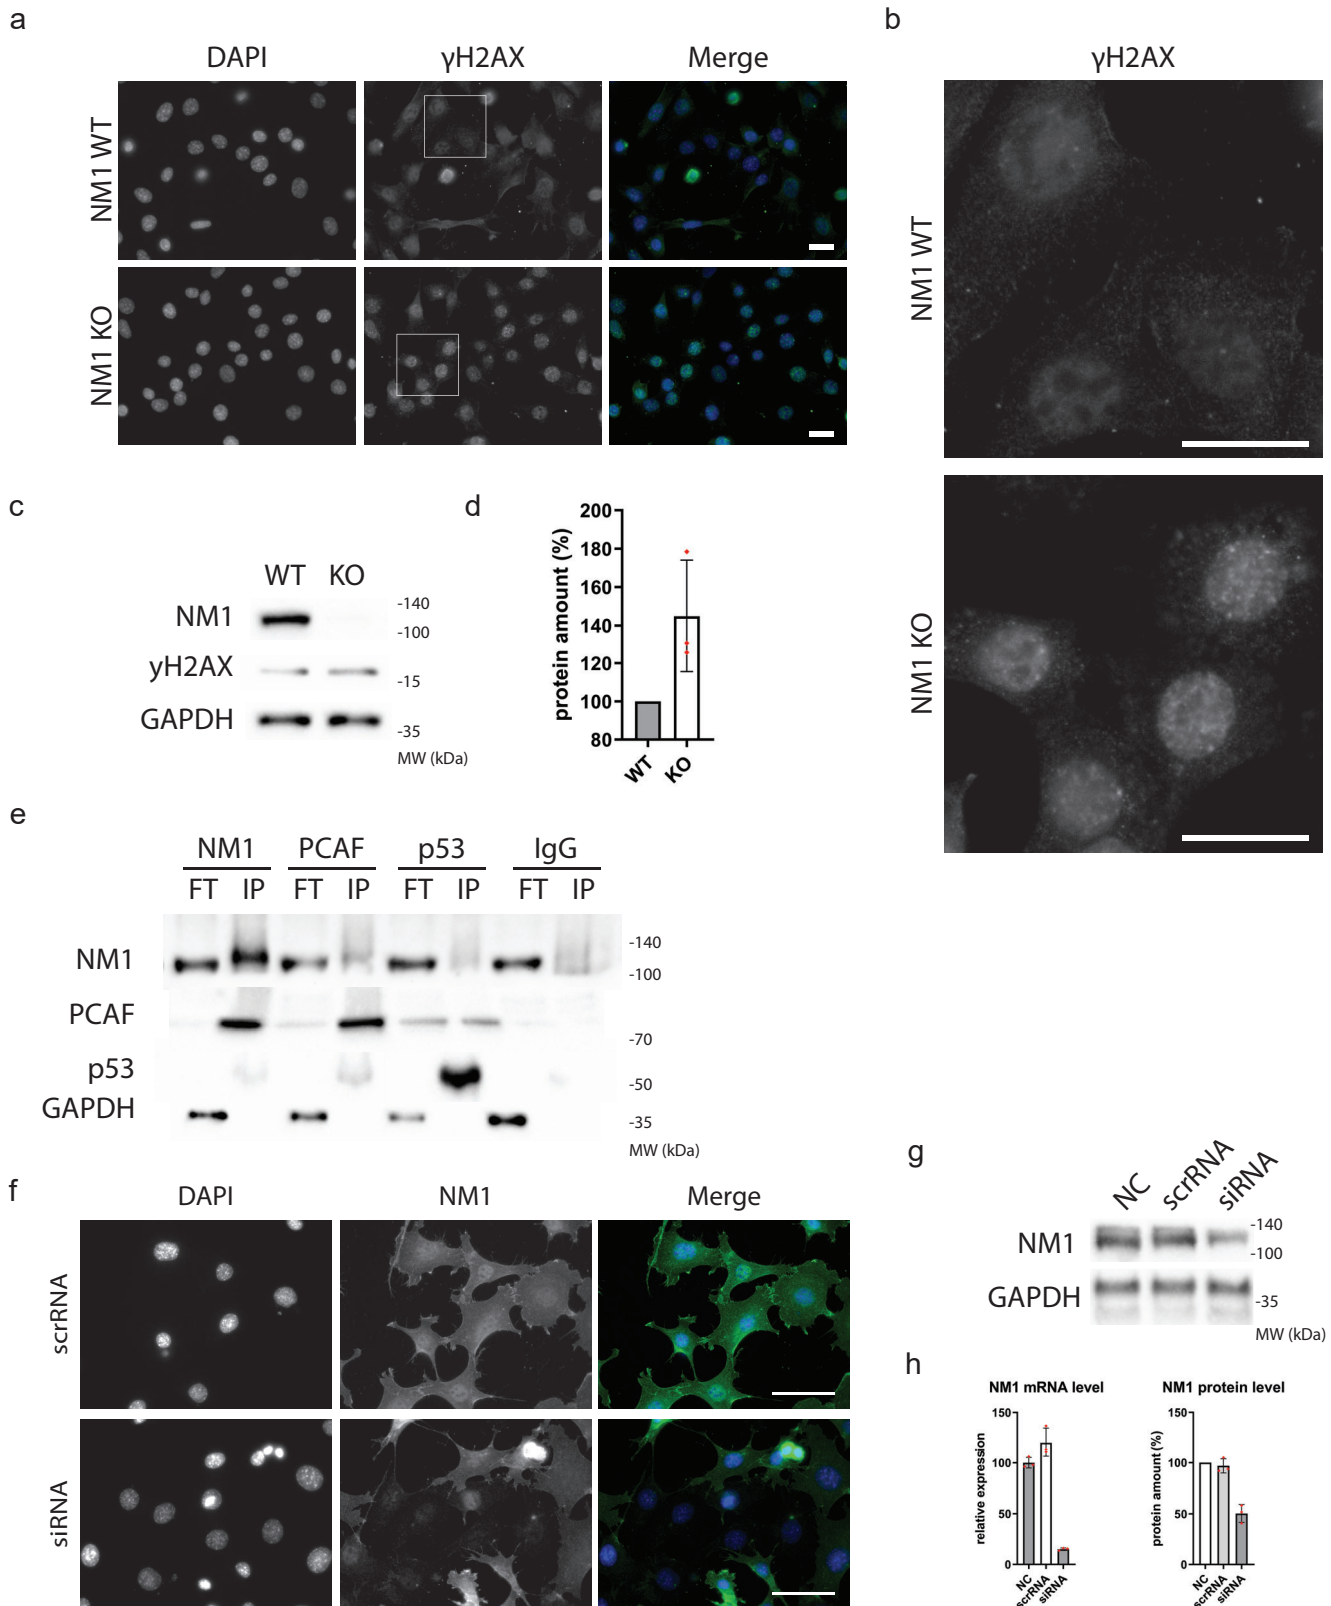 a
DAPI γH2AX Merge
NM1 WT
NM1 KO
b
γH2AX
NM1 WT
NM1 KO
c
WT KO
NM1
-140
-100
yH2AX
-15
GAPDH
-35
MW (kDa)
d
protein amount (%)
200
180
160
140
120
100
80
WT KO
e
NM1 PCAF p53 IgG
FT IP FT IP FT IP FT IP
NM1
-140
-100
PCAF
-70
p53
-50
GAPDH
-35
MW (kDa)
f
DAPI NM1 Merge
scrRNA
siRNA
g
NC scrRNA siRNA
NM1
-140
-100
GAPDH
-35
MW (kDa)
h
NM1 mRNA level
relative expression
150
100
50
0
NC scrRNA siRNA
NM1 protein level
protein amount (%)
150
100
50
0
NC scrRNA siRNA